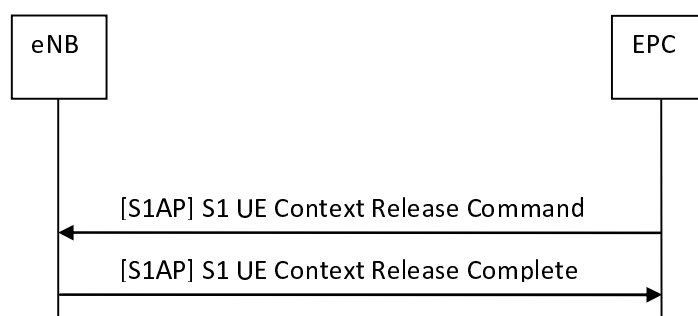 eNB
EPC
[S1AP] S1 UE Context Release Command
[S1AP] S1 UE Context Release Complete